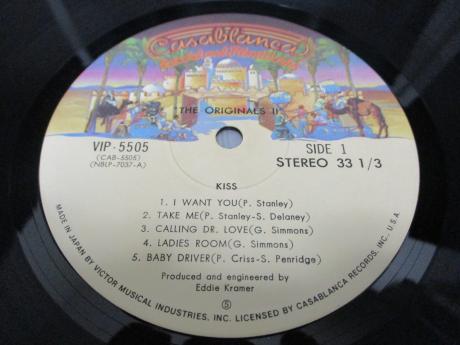 Casablanca
Record and FilmWorks
"THE ORIGINALS II"
VIP-5505
(CAB-5505)
(NBLP-7037-A)
SIDE 1
STEREO 33 1/3
KISS
1. I WANT YOU(P. Stanley)
2. TAKE ME(P. Stanley-S. Delaney)
3. CALLING DR. LOVE(G. Simmons)
4. LADIES ROOM(G. Simmons)
5. BABY DRIVER(P. Criss-S. Penridge)
Produced and engineered by
Eddie Kramer
Ⓢ
MADE IN JAPAN BY VICTOR MUSICAL INDUSTRIES, INC. LICENSED BY CASABLANCA RECORDS, INC., U.S.A.